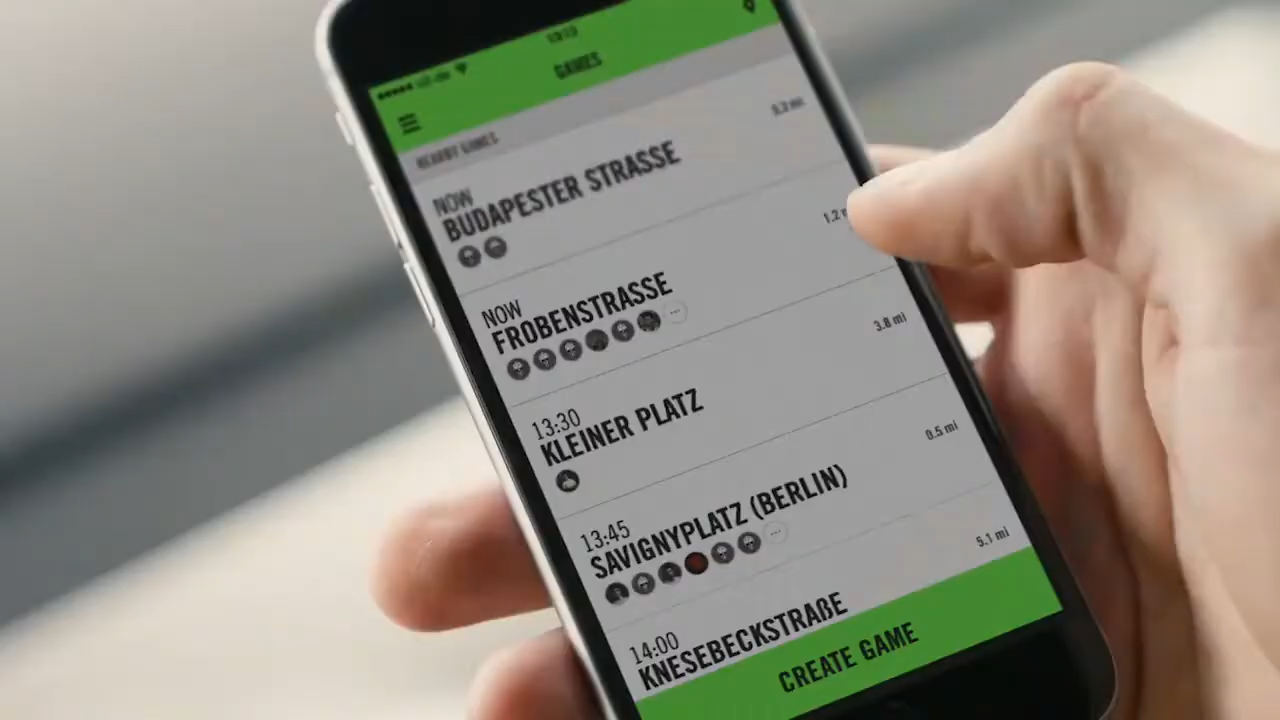 GAMES
NEARBY GAMES
NOW
BUDAPESTER STRASSE
NOW
1.2
FROBENSTRASSE
3.8 mi
13:30
KLEINER PLATZ
0.5 mi
13:45
SAVIGNYPLATZ (BERLIN)
5.1 mi
14:00
KNESEBECKSTRAßE
CREATE GAME